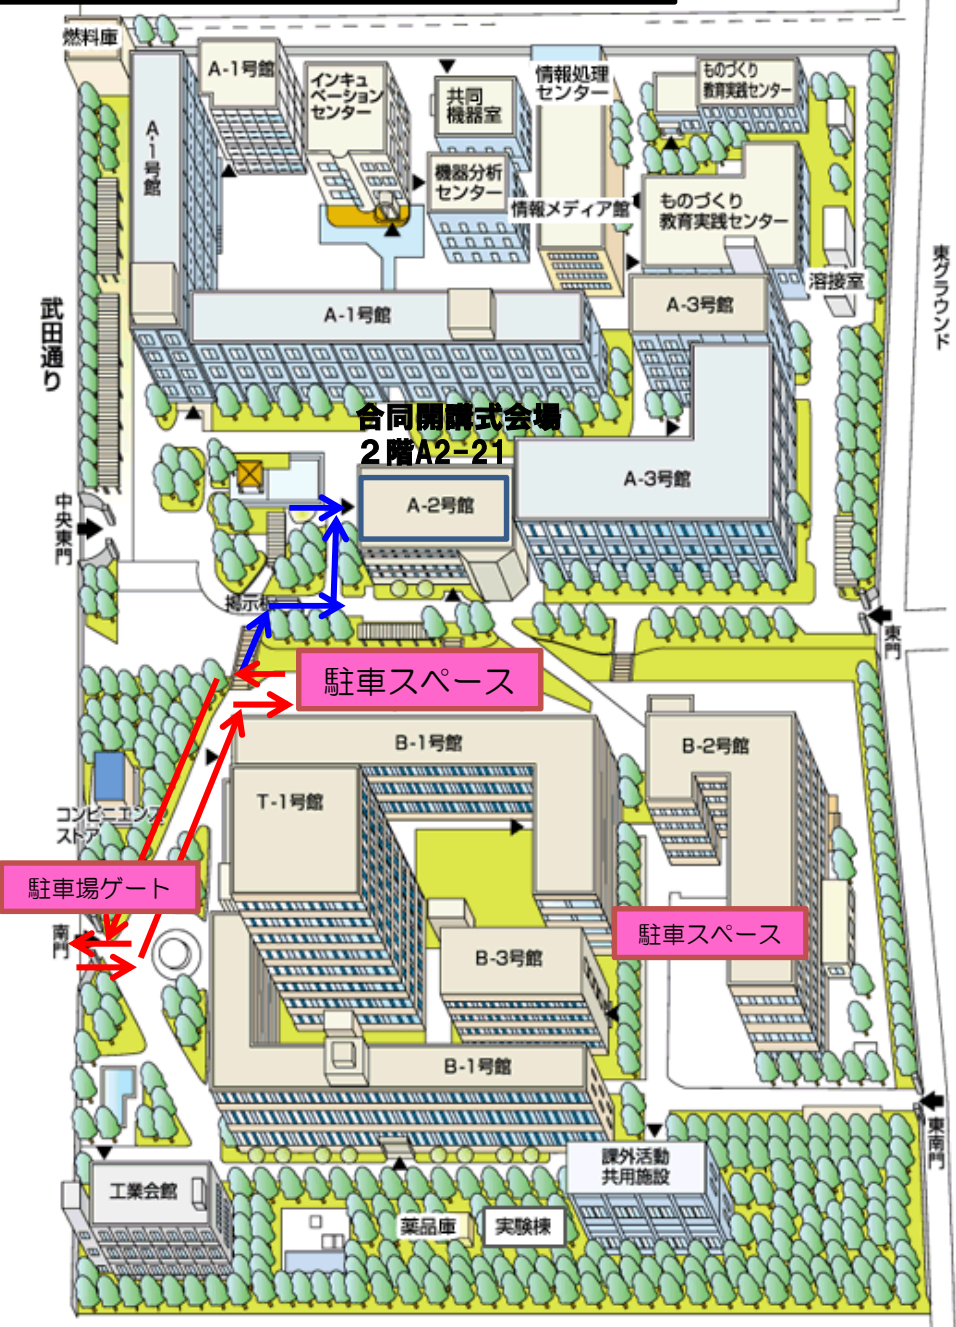 燃料庫
A-1号館
A-1号館
インキュ
ベーション
センター
共同
機器室
情報処理
センター
ものづくり
教育実践センター
機器分析
センター
情報メディア館
ものづくり
教育実践センター
溶接室
東グラウンド
武田通り
A-1号館
A-3号館
合同開講式会場
２階A2-21
A-2号館
A-3号館
中央東門
掲示板
東門
駐車スペース
B-1号館
B-2号館
T-1号館
コンビニエンス
ストア
駐車場ゲート
南門
駐車スペース
B-3号館
B-1号館
東南門
課外活動
共用施設
工業会館
薬品庫
実験棟